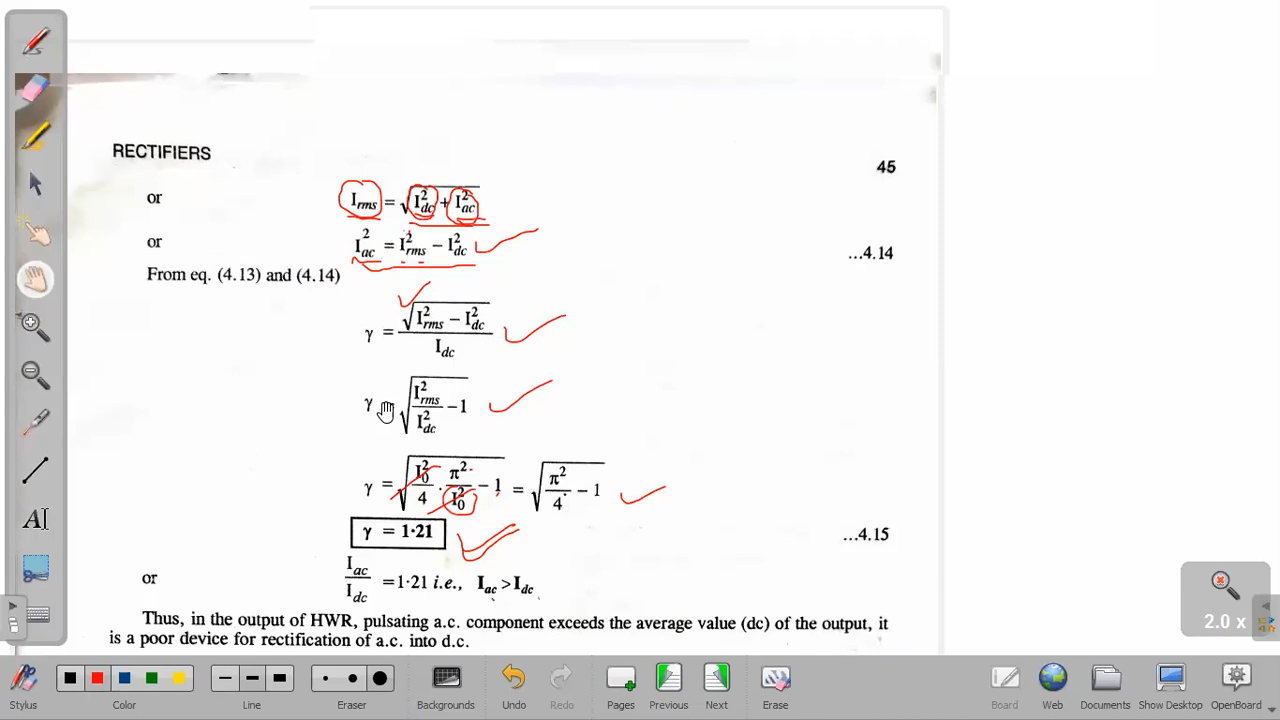 RECTIFIERS
45
or I_rms = √(I²_dc + I²_ac)
or I²_ac = I²_rms − I²_dc ...4.14
From eq. (4.13) and (4.14)
γ = √(I²_rms − I²_dc) / I_dc
γ √(I²_rms / I²_dc − 1)
γ = √(I₀²/4 · π²/I₀² − 1) = √(π²/4 − 1)
γ = 1·21 ...4.15
or I_ac / I_dc = 1·21 i.e., I_ac > I_dc
Thus, in the output of HWR, pulsating a.c. component exceeds the average value (dc) of the output, it
is a poor device for rectification of a.c. into d.c.
2.0 x
Stylus Color Line Eraser Backgrounds Undo Redo Pages Previous Next Erase Board Web Documents Show Desktop OpenBoard